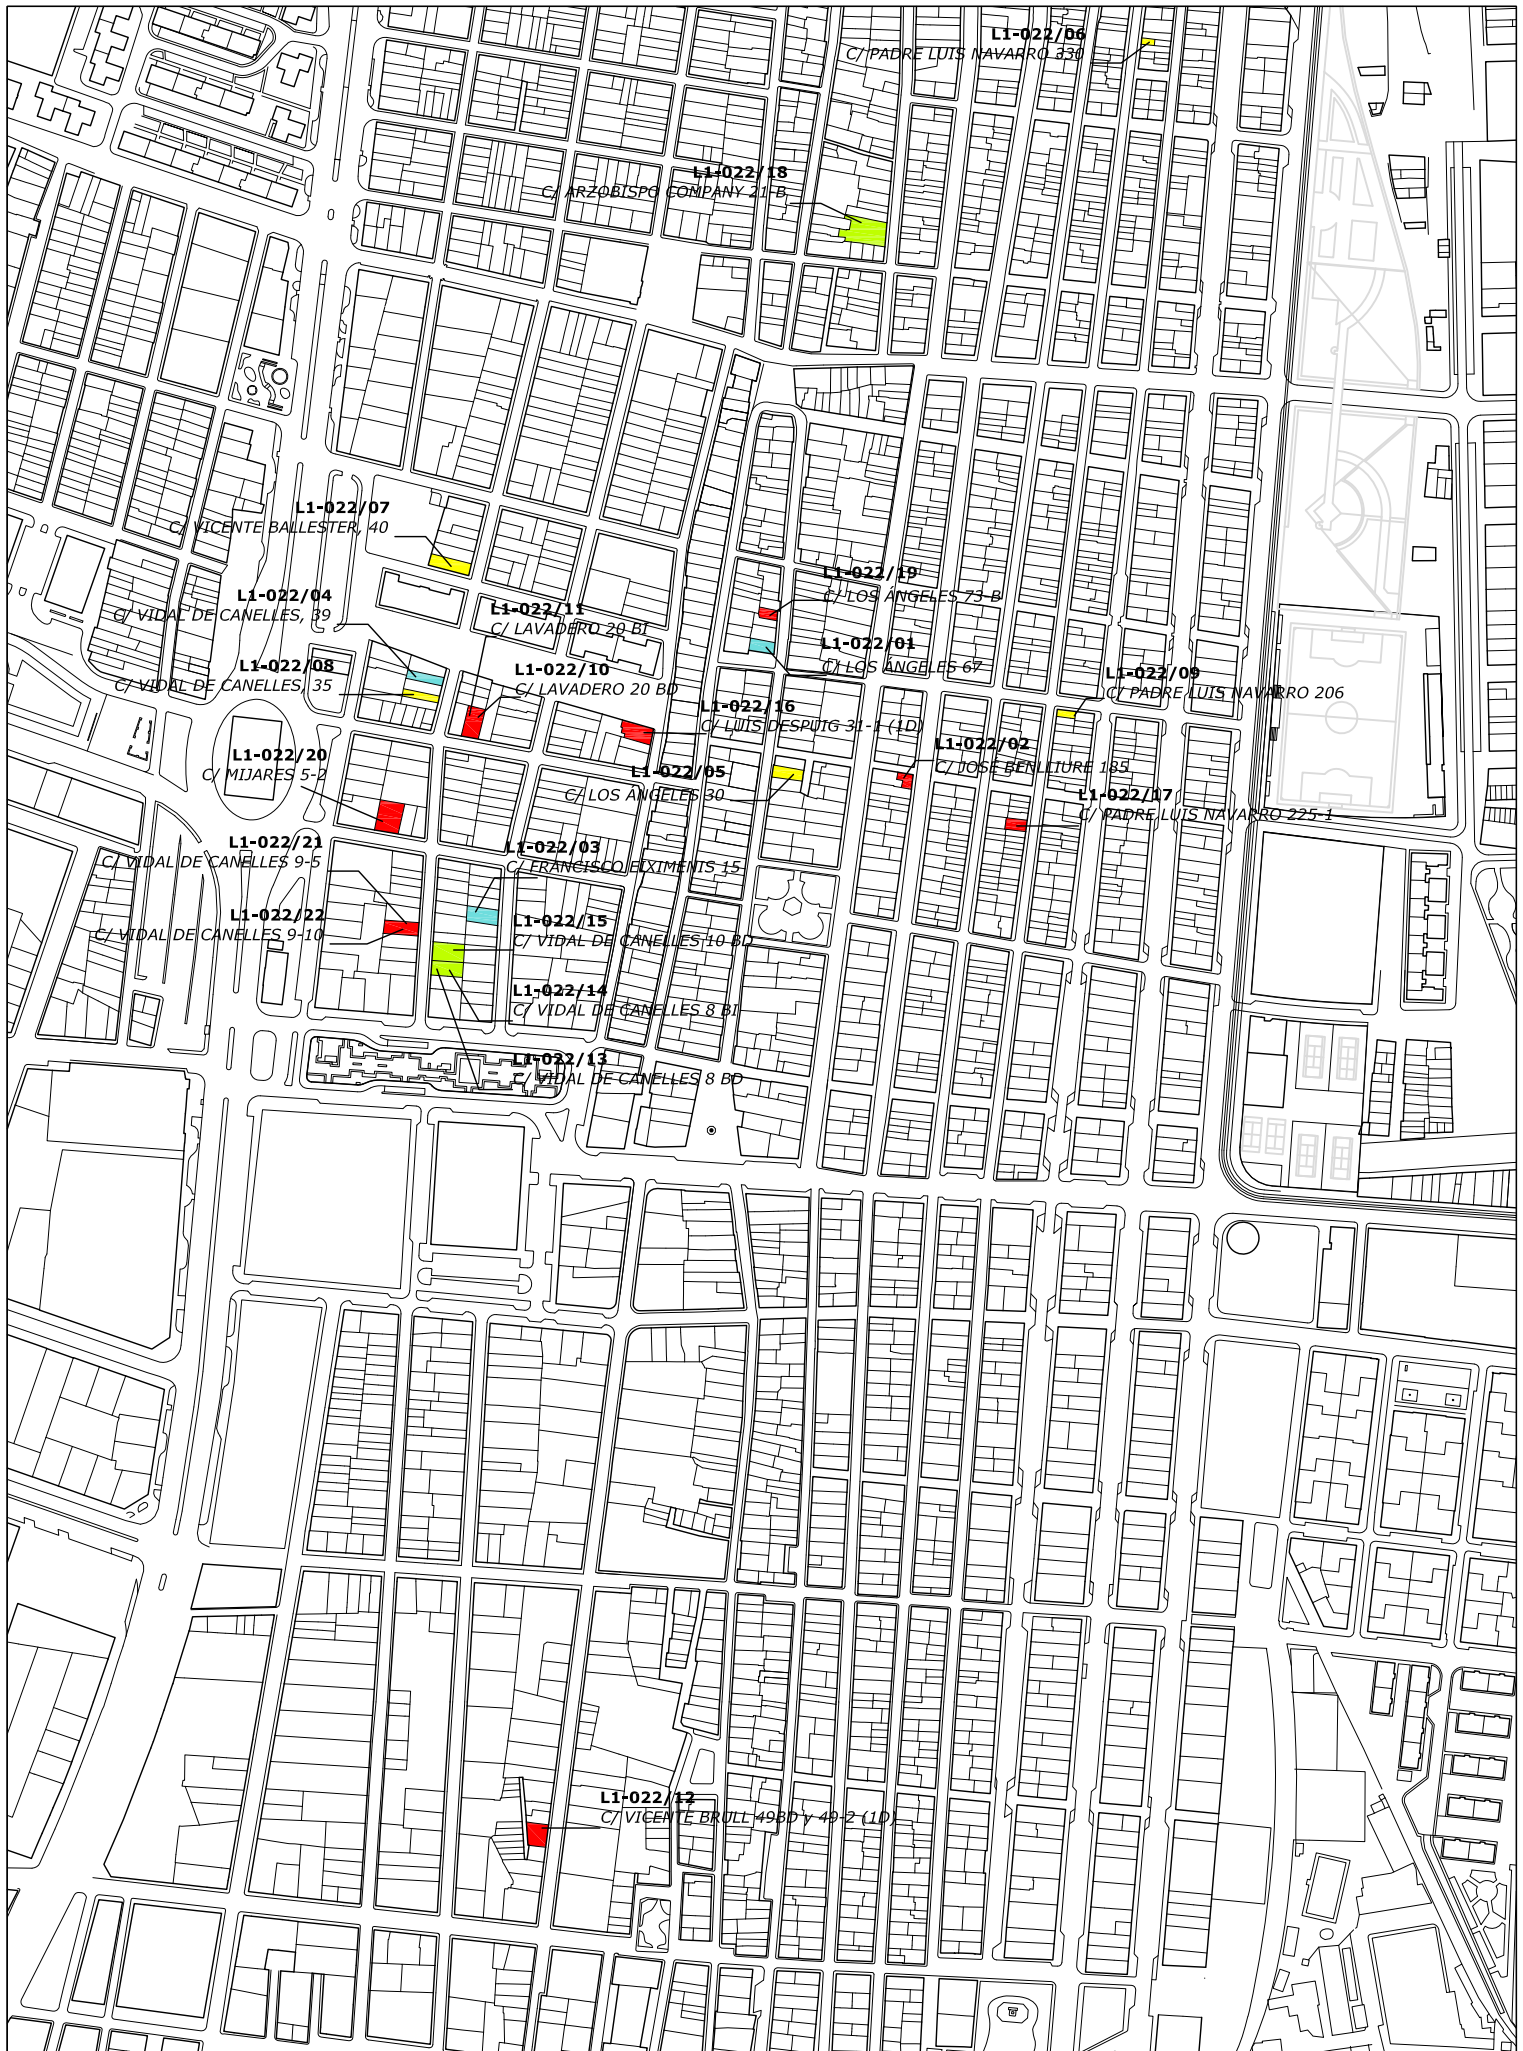 L1-022/06
C/ PADRE LUIS NAVARRO 330
L1-022/18
C/ ARZOBISPO COMPANY 21-B
L1-022/07
C/ VICENTE BALLESTER, 40
L1-022/19
C/ LOS ÁNGELES 73-B
L1-022/04
C/ VIDAL DE CANELLES, 39
L1-022/11
C/ LAVADERO 20 BI
L1-022/01
C/ LOS ÁNGELES 67
L1-022/08
C/ VIDAL DE CANELLES, 35
L1-022/10
C/ LAVADERO 20 BD
L1-022/09
C/ PADRE LUIS NAVARRO 206
L1-022/16
C/ LUIS DESPUIG 31-1 (1D)
L1-022/02
C/ JOSÉ BENLLIURE 185
L1-022/20
C/ MIJARES 5-2
L1-022/05
C/ LOS ÁNGELES 30
L1-022/17
C/ PADRE LUIS NAVARRO 225-1
L1-022/21
C/ VIDAL DE CANELLES 9-5
L1-022/03
C/ FRANCISCO EIXIMENIS 15
L1-022/22
C/ VIDAL DE CANELLES 9-10
L1-022/15
C/ VIDAL DE CANELLES 10 BD
L1-022/14
C/ VIDAL DE CANELLES 8 BI
L1-022/13
C/ VIDAL DE CANELLES 8 BD
L1-022/12
C/ VICENTE BRULL 49BD y 49-2 (1D)